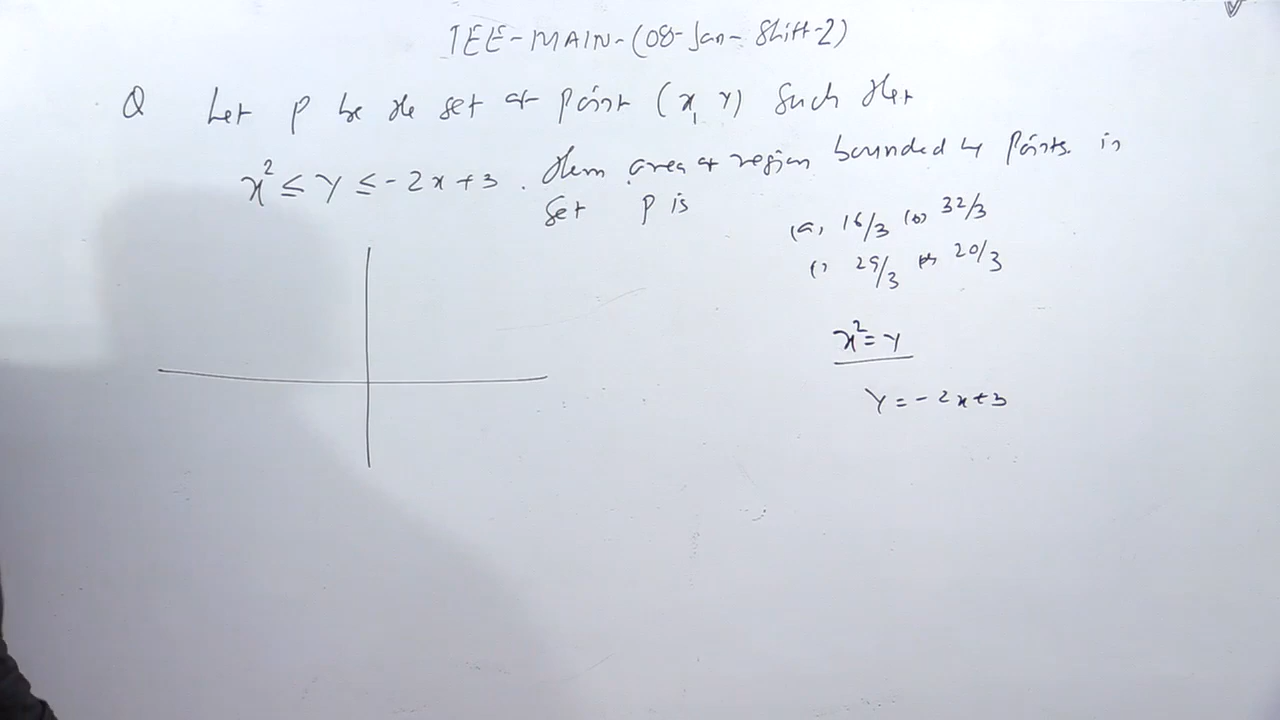 JEE-MAIN-(08-Jan-Shift-2)
Q Let P be the set of point (x, y) such that
x² ≤ y ≤ -2x+3. then area of region bounded by points in
set P is
(a) 16/3 (b) 32/3
(c) 29/3 (d) 20/3
x² = y
y = -2x+3